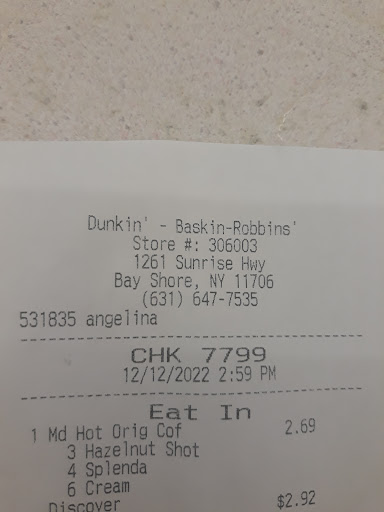 Dunkin' - Baskin-Robbins'
Store #: 306003
1261 Sunrise Hwy
Bay Shore, NY 11706
(631) 647-7535
531835 angelina
CHK 7799
12/12/2022 2:59 PM
Eat In
1 Md Hot Orig Cof 2.69
3 Hazelnut Shot
4 Splenda
6 Cream
Discover $2.92